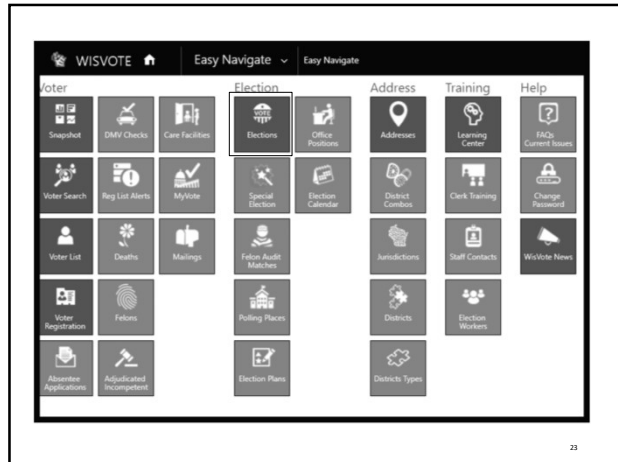 WISVOTE Easy Navigate Easy Navigate
Voter Election Address Training Help
Snapshot DMV Checks Care Facilities Elections Office Positions Addresses Learning Center FAQs Current Issues
VOTE
Voter Search Reg List Alerts MyVote Special Election Election Calendar District Combos Clerk Training Change Password
Voter List Deaths Mailings Felon Audit Matches Jurisdictions Staff Contacts WisVote News
Voter Registration Felons Polling Places Districts Election Workers
Absentee Applications Adjudicated Incompetent Election Plans Districts Types
23